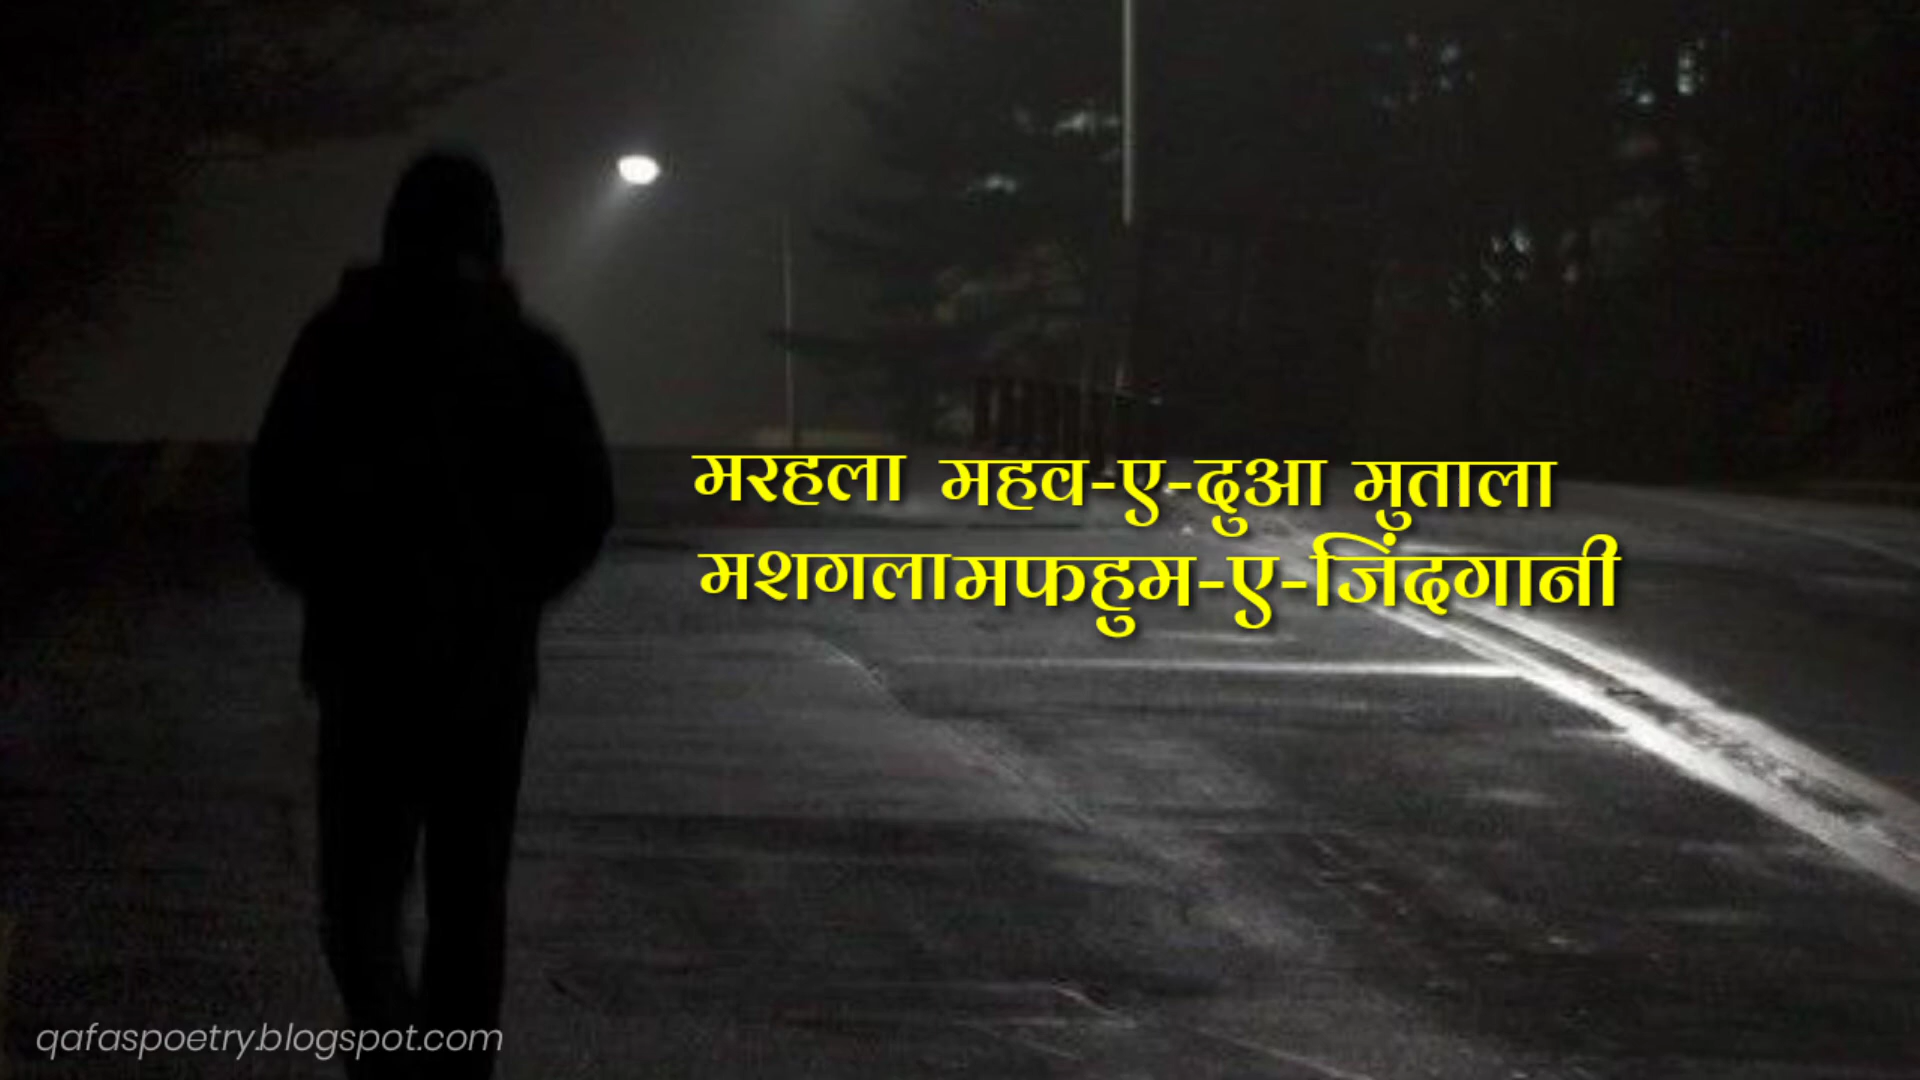 मरहला महव-ए-दुआ मुताला
मशगला मफहुम-ए-जिंदगानी
qafaspoetry.blogspot.com